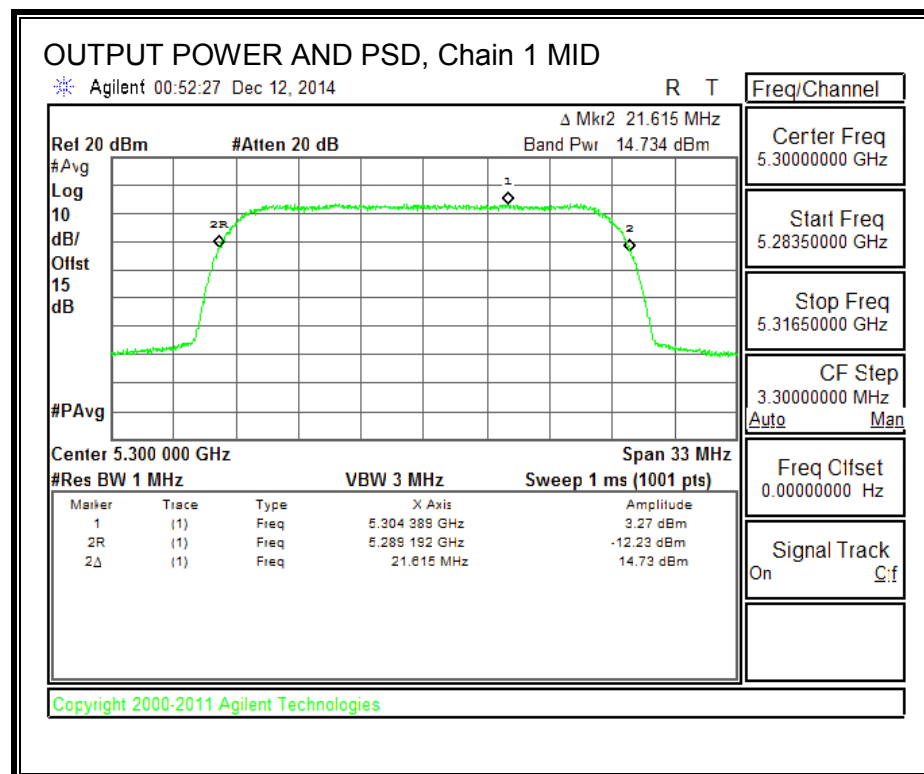 OUTPUT POWER AND PSD, Chain 1 MID
Agilent 00:52:27 Dec 12, 2014 R T
Freq/Channel
Δ Mkr2 21.615 MHz
Ref 20 dBm #Atten 20 dB Band Pwr 14.734 dBm
#Avg
Log
10
dB/
Offst
15
dB
1
2R
2
#PAvg
Center 5.300 000 GHz Span 33 MHz
#Res BW 1 MHz VBW 3 MHz Sweep 1 ms (1001 pts)
Marker Trace Type X Axis Amplitude
1 (1) Freq 5.304 389 GHz 3.27 dBm
2R (1) Freq 5.289 192 GHz -12.23 dBm
2Δ (1) Freq 21.615 MHz 14.73 dBm
Center Freq
5.30000000 GHz
Start Freq
5.28350000 GHz
Stop Freq
5.31650000 GHz
CF Step
3.30000000 MHz
Auto Man
Freq Offset
0.00000000 Hz
Signal Track
On Off
Copyright 2000-2011 Agilent Technologies